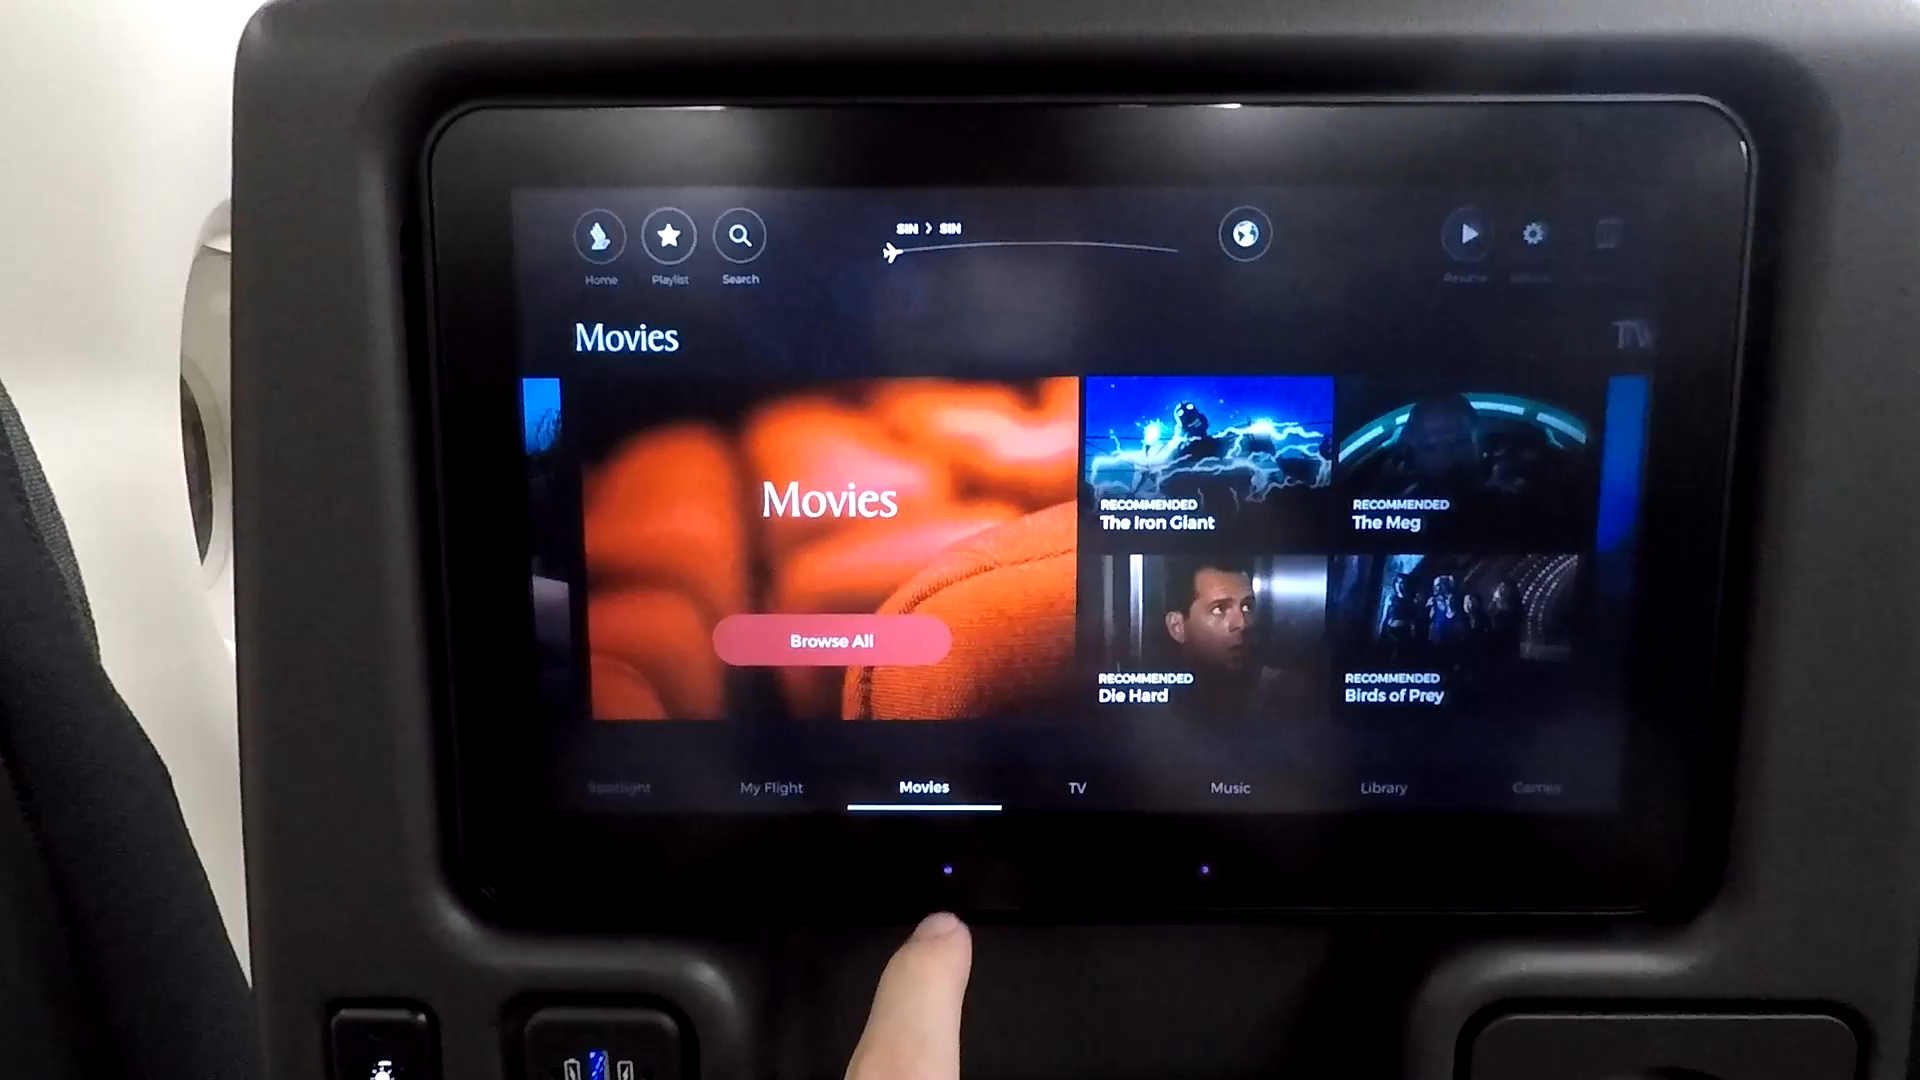 SIN > SIN
Home
Playlist
Search
Resume
Movies
TV
Movies
Browse All
RECOMMENDED
The Iron Giant
RECOMMENDED
The Meg
RECOMMENDED
Die Hard
RECOMMENDED
Birds of Prey
Spotlight
My Flight
Movies
TV
Music
Library
Games